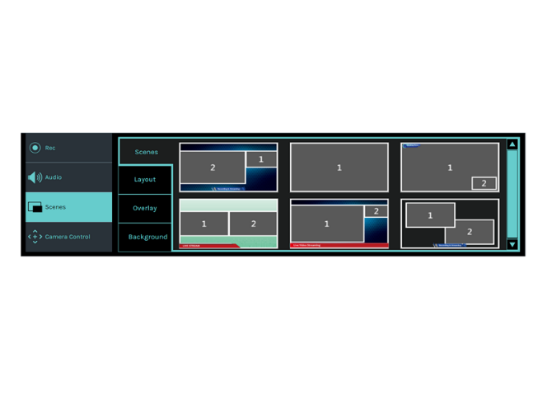 Rec
Audio
Scenes
Camera Control
Scenes
Layout
Overlay
Background
2
1
1
1
2
1
2
1
2
1
2